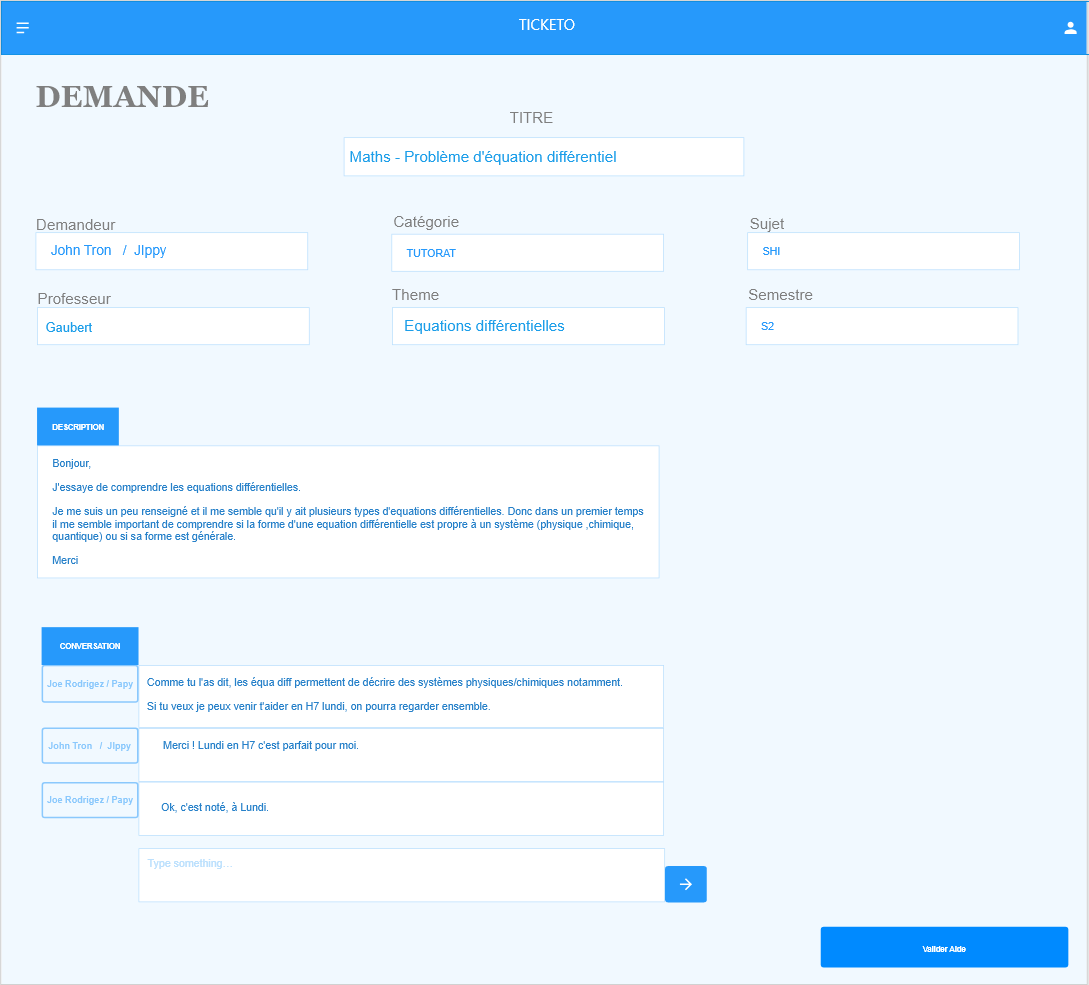 TICKETO
DEMANDE
TITRE
Maths - Problème d'équation différentiel
Demandeur
John Tron / JIppy
Catégorie
TUTORAT
Sujet
SHI
Professeur
Gaubert
Theme
Equations différentielles
Semestre
S2
DESCRIPTION
Bonjour,
J'essaye de comprendre les equations différentielles.
Je me suis un peu renseigné et il me semble qu'il y ait plusieurs types d'equations différentielles. Donc dans un premier temps
il me semble important de comprendre si la forme d'une equation différentielle est propre à un système (physique ,chimique,
quantique) ou si sa forme est générale.
Merci
CONVERSATION
Joe Rodrigez / Papy
Comme tu l'as dit, les équa diff permettent de décrire des systèmes physiques/chimiques notamment.
Si tu veux je peux venir t'aider en H7 lundi, on pourra regarder ensemble.
John Tron / JIppy
Merci ! Lundi en H7 c'est parfait pour moi.
Joe Rodrigez / Papy
Ok, c'est noté, à Lundi.
Type something...
Valider Aide